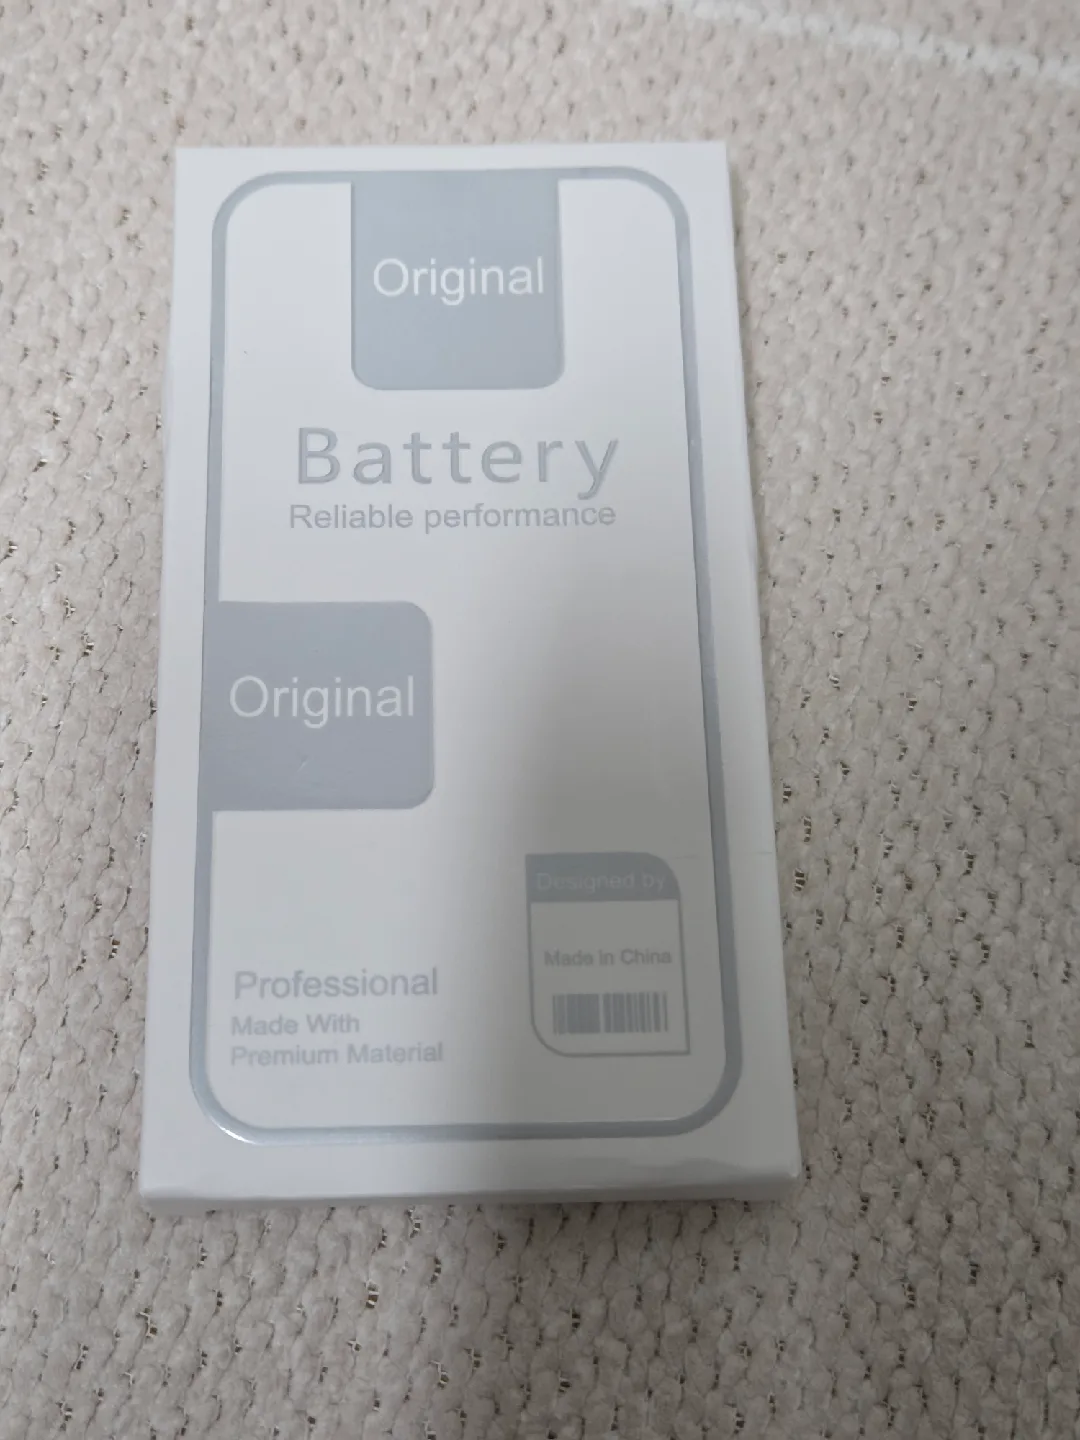 Original
Battery
Reliable performance
Original
Designed by
Made in China
Professional
Made With
Premium Material